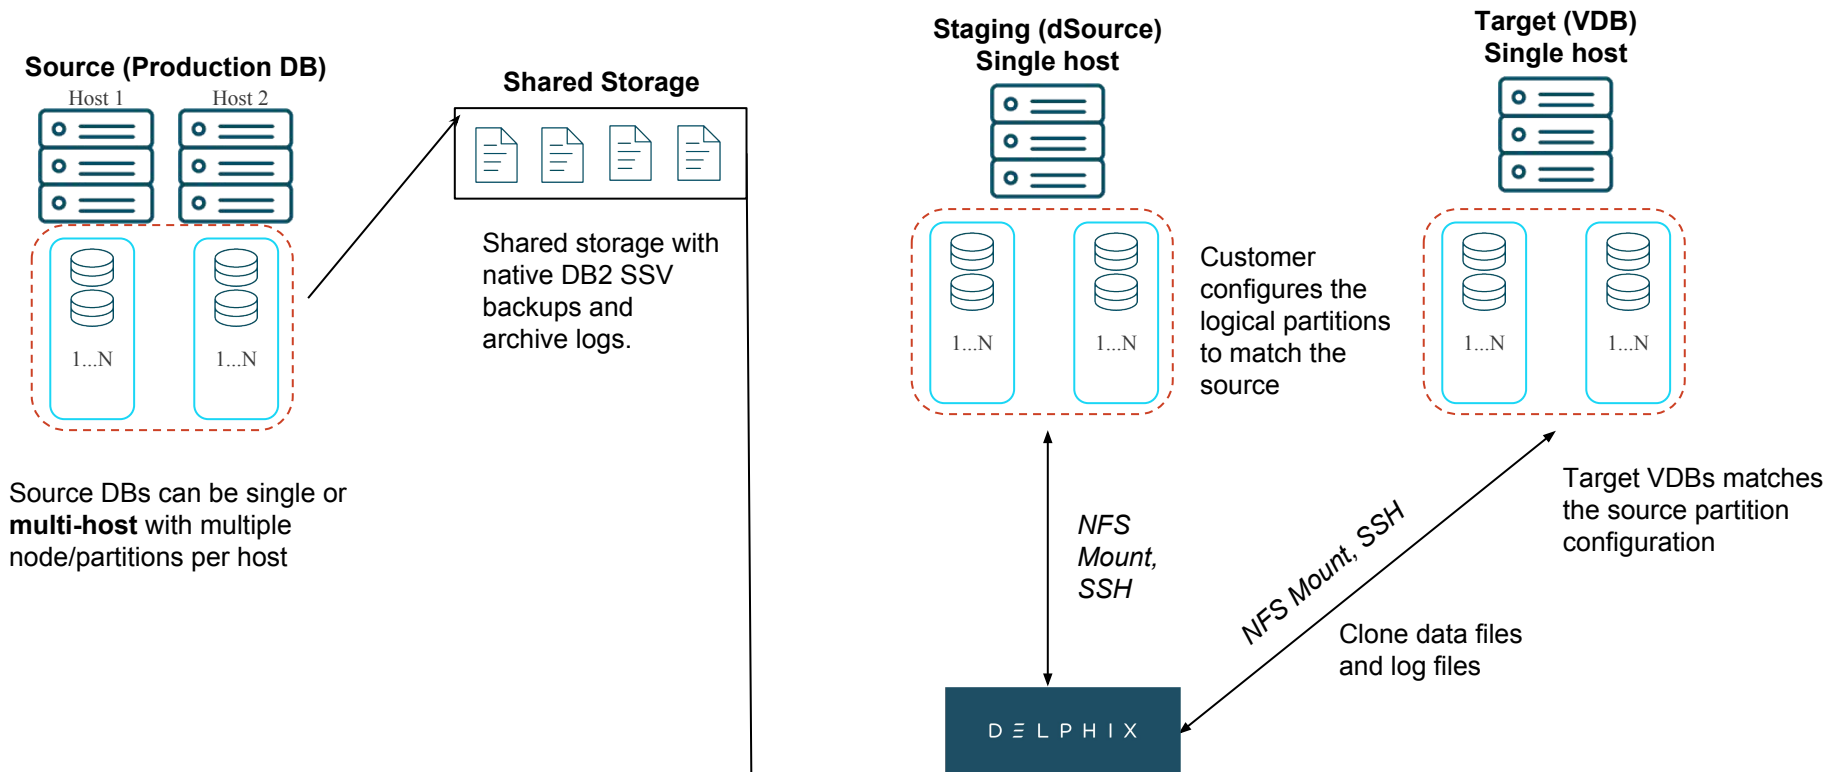 Source (Production DB)
Host 1
Host 2
1...N
1...N
Source DBs can be single or
multi-host with multiple
node/partitions per host
Shared Storage
Shared storage with
native DB2 SSV
backups and
archive logs.
Staging (dSource)
Single host
1...N
1...N
Customer
configures the
logical partitions
to match the
source
Target (VDB)
Single host
1...N
1...N
Target VDBs matches
the source partition
configuration
NFS
Mount,
SSH
NFS Mount, SSH
Clone data files
and log files
DELPHIX